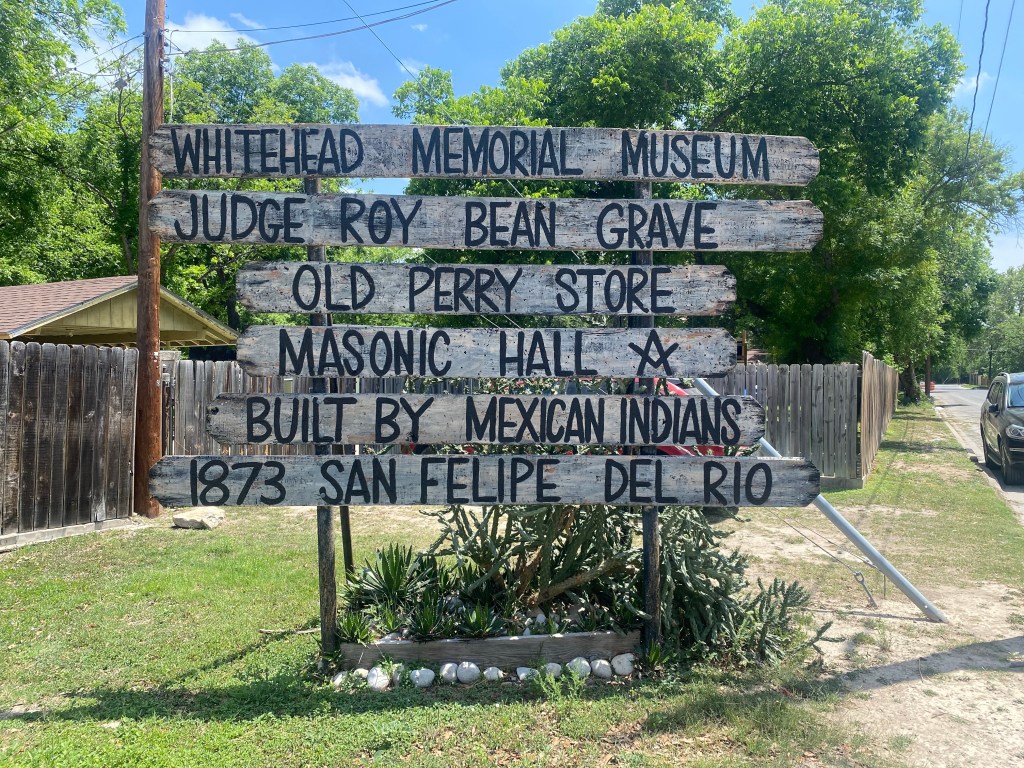 WHITEHEAD MEMORIAL MUSEUM
JUDGE ROY BEAN GRAVE
OLD PERRY STORE
MASONIC HALL
BUILT BY MEXICAN INDIANS
1873 SAN FELIPE DEL RIO